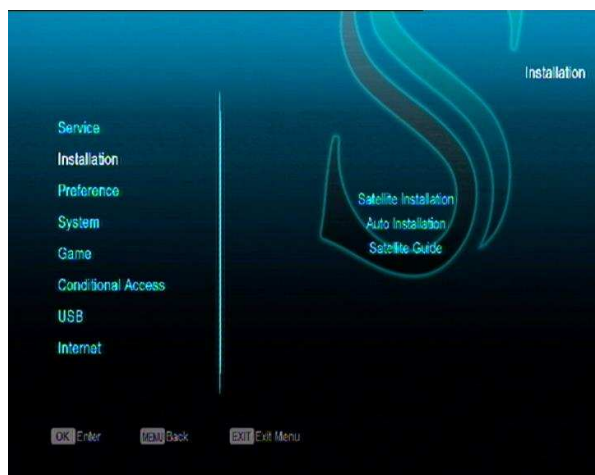 Installation
Service
Installation
Preference
System
Game
Conditional Access
USB
Internet
Satellite Installation
Auto Installation
Satellite Guide
OK Enter MENU Back EXIT Exit Menu